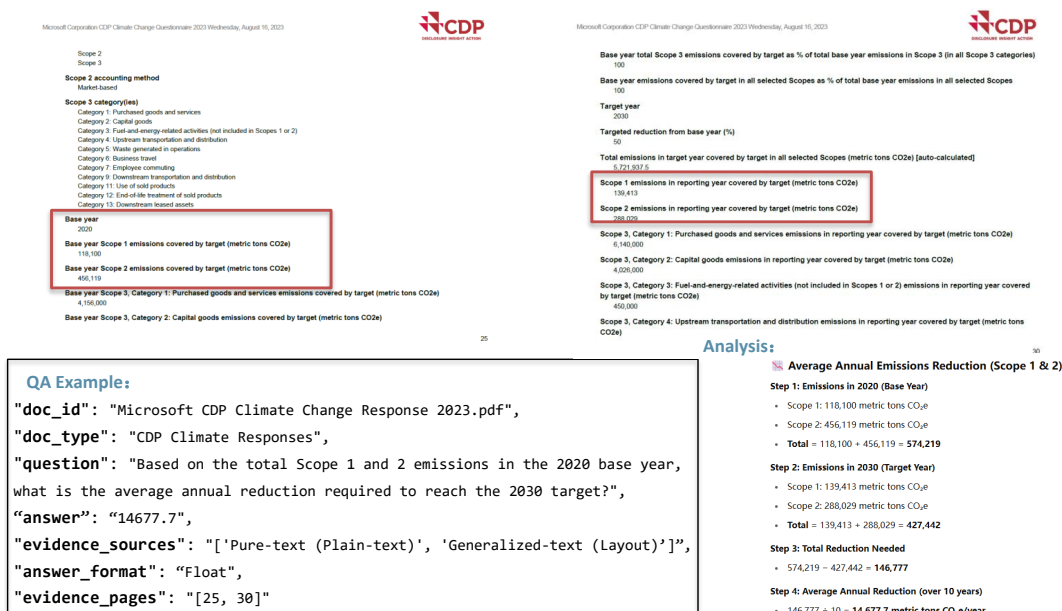 Microsoft Corporation CDP Climate Change Questionnaire 2023 Wednesday, August 16, 2023
CDP
DISCLOSURE INSIGHT ACTION
Scope 2
Scope 3
Scope 2 accounting method
Market-based
Scope 3 category(ies)
Category 1: Purchased goods and services
Category 2: Capital goods
Category 3: Fuel-and-energy-related activities (not included in Scopes 1 or 2)
Category 4: Upstream transportation and distribution
Category 5: Waste generated in operations
Category 6: Business travel
Category 7: Employee commuting
Category 9: Downstream transportation and distribution
Category 11: Use of sold products
Category 12: End-of-life treatment of sold products
Category 13: Downstream leased assets
Base year
2020
Base year Scope 1 emissions covered by target (metric tons CO2e)
118,100
Base year Scope 2 emissions covered by target (metric tons CO2e)
456,119
Base year Scope 3, Category 1: Purchased goods and services emissions covered by target (metric tons CO2e)
4,156,000
Base year Scope 3, Category 2: Capital goods emissions covered by target (metric tons CO2e)
25
Microsoft Corporation CDP Climate Change Questionnaire 2023 Wednesday, August 16, 2023
CDP
DISCLOSURE INSIGHT ACTION
Base year total Scope 3 emissions covered by target as % of total base year emissions in Scope 3 (in all Scope 3 categories)
100
Base year emissions covered by target in all selected Scopes as % of total base year emissions in all selected Scopes
100
Target year
2030
Targeted reduction from base year (%)
50
Total emissions in target year covered by target in all selected Scopes (metric tons CO2e) [auto-calculated]
5,721,937.5
Scope 1 emissions in reporting year covered by target (metric tons CO2e)
139,413
Scope 2 emissions in reporting year covered by target (metric tons CO2e)
288,029
Scope 3, Category 1: Purchased goods and services emissions in reporting year covered by target (metric tons CO2e)
6,140,000
Scope 3, Category 2: Capital goods emissions in reporting year covered by target (metric tons CO2e)
4,026,000
Scope 3, Category 3: Fuel-and-energy-related activities (not included in Scopes 1 or 2) emissions in reporting year covered
by target (metric tons CO2e)
450,000
Scope 3, Category 4: Upstream transportation and distribution emissions in reporting year covered by target (metric tons
CO2e)
30
QA Example：
"doc_id": "Microsoft CDP Climate Change Response 2023.pdf",
"doc_type": "CDP Climate Responses",
"question": "Based on the total Scope 1 and 2 emissions in the 2020 base year,
what is the average annual reduction required to reach the 2030 target?",
“answer”: “14677.7",
"evidence_sources": "['Pure-text (Plain-text)', 'Generalized-text (Layout)’]”,
"answer_format": “Float",
"evidence_pages": "[25, 30]"
Analysis：
Average Annual Emissions Reduction (Scope 1 & 2)
Step 1: Emissions in 2020 (Base Year)
• Scope 1: 118,100 metric tons CO₂e
• Scope 2: 456,119 metric tons CO₂e
• Total = 118,100 + 456,119 = 574,219
Step 2: Emissions in 2030 (Target Year)
• Scope 1: 139,413 metric tons CO₂e
• Scope 2: 288,029 metric tons CO₂e
• Total = 139,413 + 288,029 = 427,442
Step 3: Total Reduction Needed
• 574,219 − 427,442 = 146,777
Step 4: Average Annual Reduction (over 10 years)
• 146,777 ÷ 10 = 14,677.7 metric tons CO₂e/year